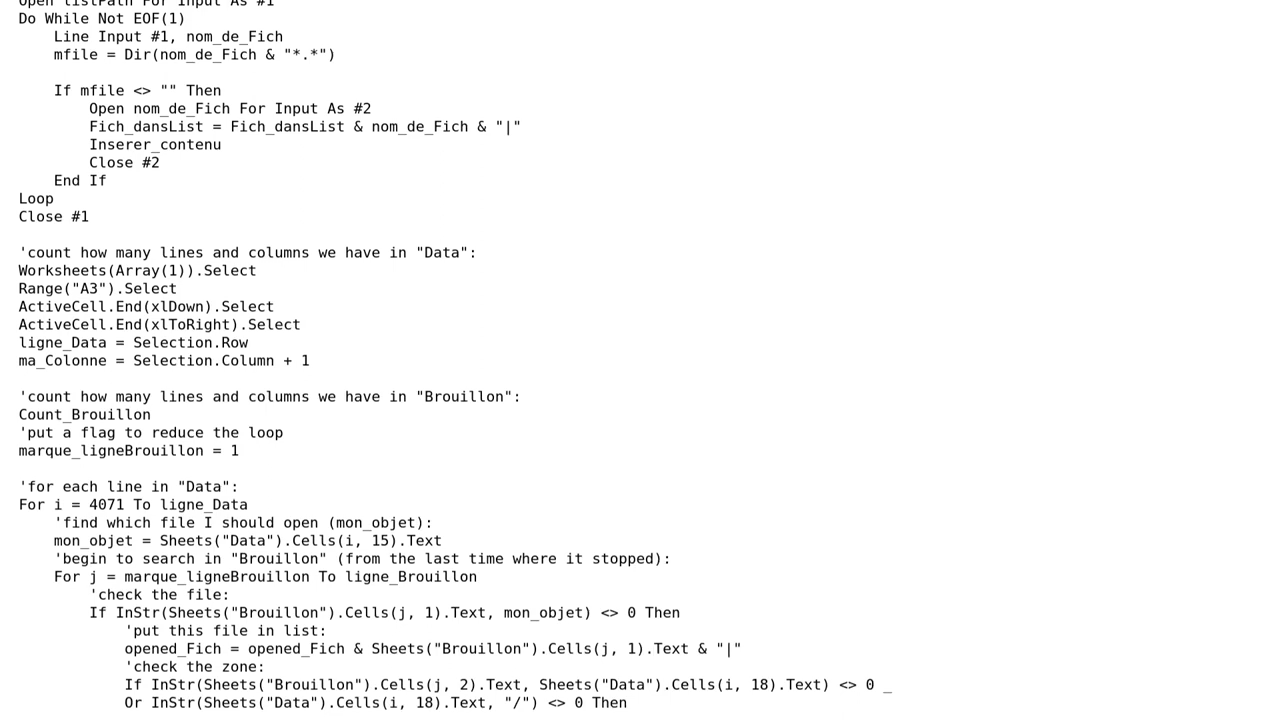 Open listPath For Input As #1
Do While Not EOF(1)
    Line Input #1, nom_de_Fich
    mfile = Dir(nom_de_Fich & "*.*")

    If mfile <> "" Then
        Open nom_de_Fich For Input As #2
        Fich_dansList = Fich_dansList & nom_de_Fich & "|"
        Inserer_contenu
        Close #2
    End If
Loop
Close #1

'count how many lines and columns we have in "Data":
Worksheets(Array(1)).Select
Range("A3").Select
ActiveCell.End(xlDown).Select
ActiveCell.End(xlToRight).Select
ligne_Data = Selection.Row
ma_Colonne = Selection.Column + 1

'count how many lines and columns we have in "Brouillon":
Count_Brouillon
'put a flag to reduce the loop
marque_ligneBrouillon = 1

'for each line in "Data":
For i = 4071 To ligne_Data
    'find which file I should open (mon_objet):
    mon_objet = Sheets("Data").Cells(i, 15).Text
    'begin to search in "Brouillon" (from the last time where it stopped):
    For j = marque_ligneBrouillon To ligne_Brouillon
        'check the file:
        If InStr(Sheets("Brouillon").Cells(j, 1).Text, mon_objet) <> 0 Then
            'put this file in list:
            opened_Fich = opened_Fich & Sheets("Brouillon").Cells(j, 1).Text & "|"
            'check the zone:
            If InStr(Sheets("Brouillon").Cells(j, 2).Text, Sheets("Data").Cells(i, 18).Text) <> 0 _
            Or InStr(Sheets("Data").Cells(i, 18).Text, "/") <> 0 Then